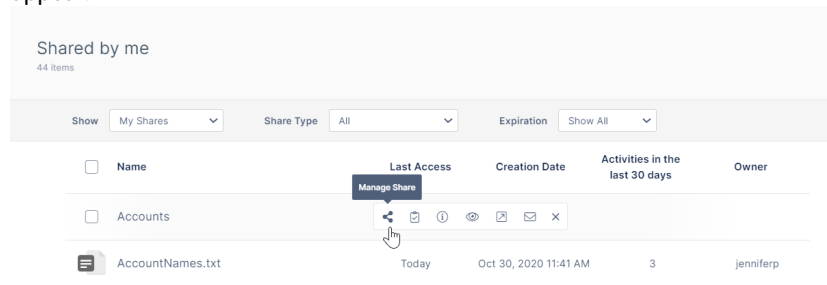 Shared by me
44 items
Show My Shares Share Type All Expiration Show All
Name Last Access Creation Date Activities in the last 30 days Owner
Manage Share
Accounts
AccountNames.txt Today Oct 30, 2020 11:41 AM 3 jenniferp